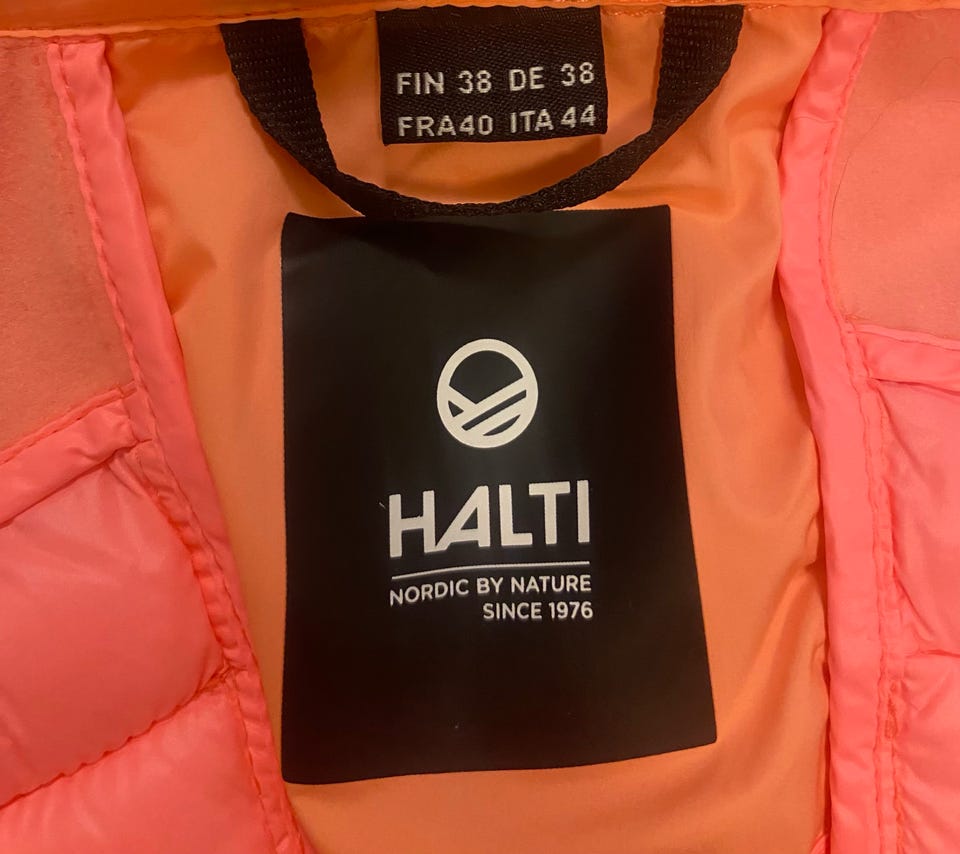 FIN 38 DE 38
FRA40 ITA 44
HALTI
NORDIC BY NATURE
SINCE 1976